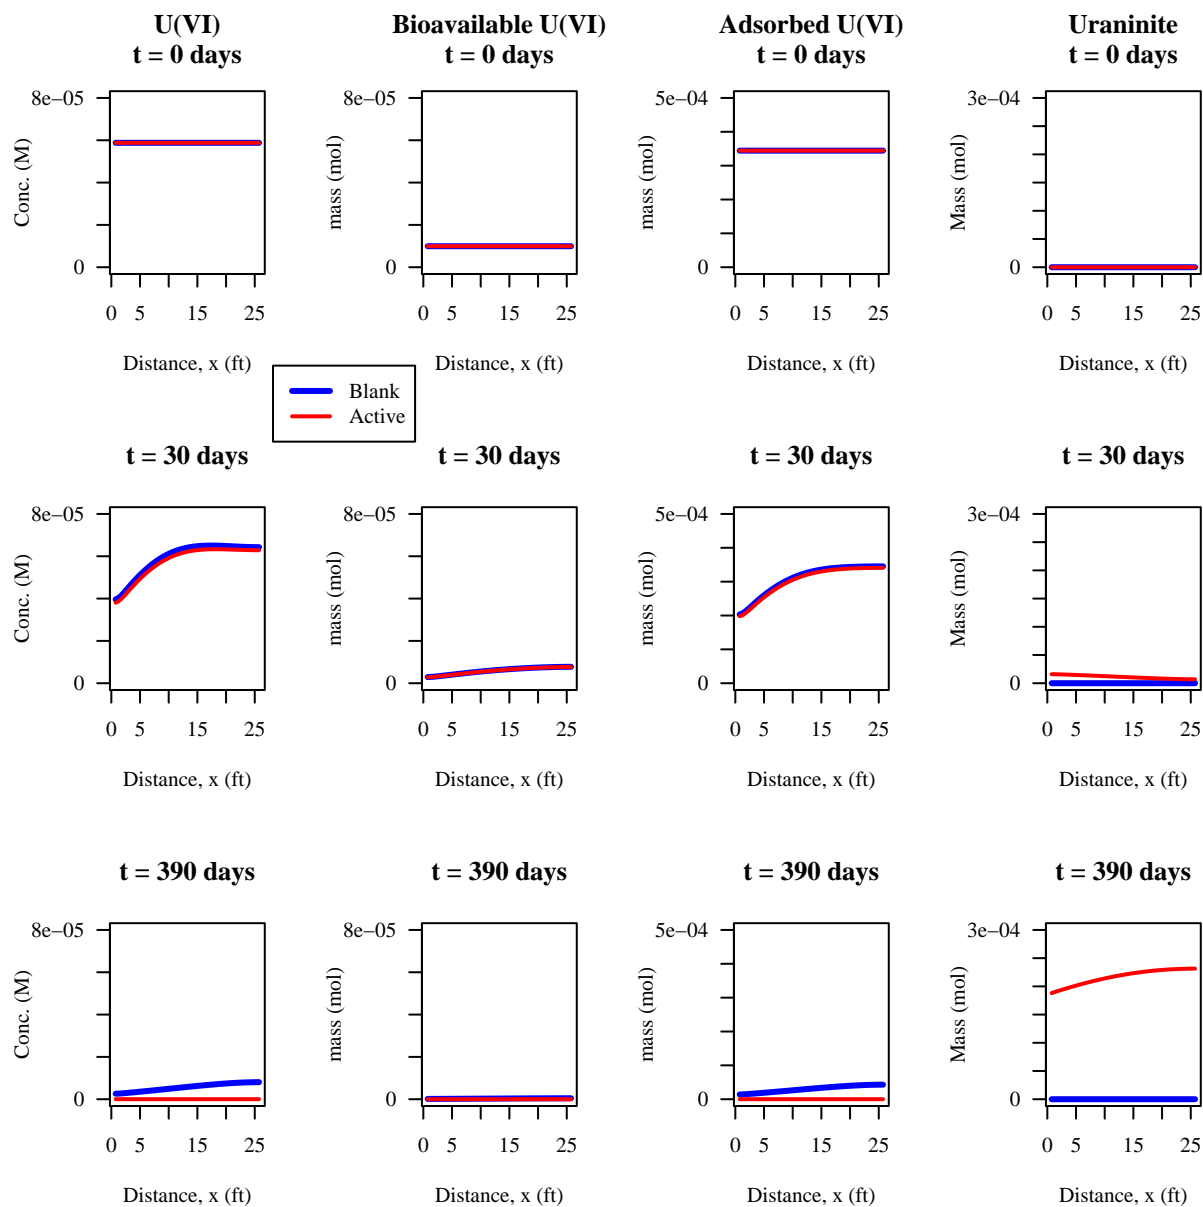 U(VI)
t = 0 days
8e−05
0
Conc. (M)
0 5 15 25
Distance, x (ft)
Bioavailable U(VI)
t = 0 days
8e−05
0
mass (mol)
0 5 15 25
Distance, x (ft)
Adsorbed U(VI)
t = 0 days
5e−04
0
mass (mol)
0 5 15 25
Distance, x (ft)
Uraninite
t = 0 days
3e−04
0
Mass (mol)
0 5 15 25
Distance, x (ft)
Blank
Active
t = 30 days
8e−05
0
Conc. (M)
0 5 15 25
Distance, x (ft)
t = 30 days
8e−05
0
mass (mol)
0 5 15 25
Distance, x (ft)
t = 30 days
5e−04
0
mass (mol)
0 5 15 25
Distance, x (ft)
t = 30 days
3e−04
0
Mass (mol)
0 5 15 25
Distance, x (ft)
t = 390 days
8e−05
0
Conc. (M)
0 5 15 25
Distance, x (ft)
t = 390 days
8e−05
0
mass (mol)
0 5 15 25
Distance, x (ft)
t = 390 days
5e−04
0
mass (mol)
0 5 15 25
Distance, x (ft)
t = 390 days
3e−04
0
Mass (mol)
0 5 15 25
Distance, x (ft)